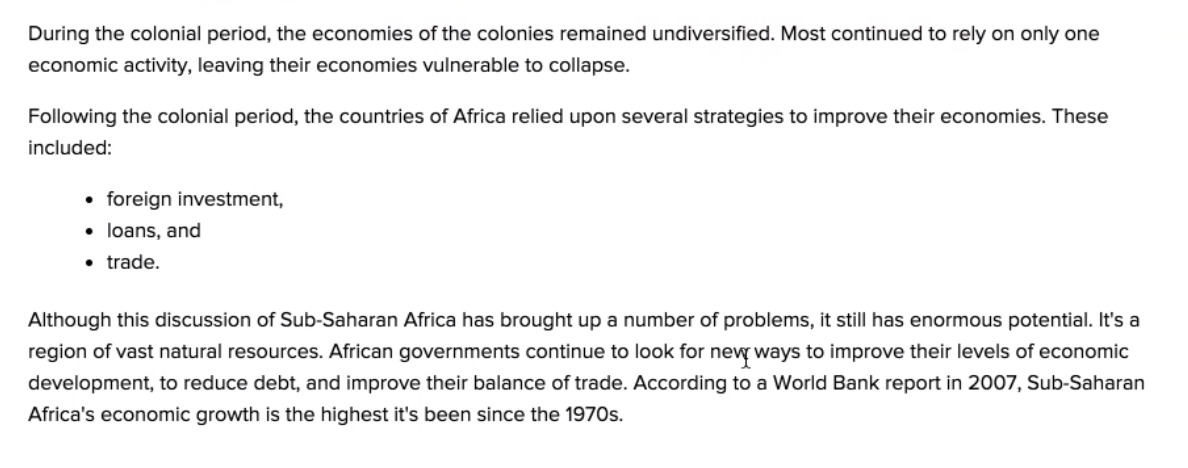 During the colonial period, the economies of the colonies remained undiversified. Most continued to rely on only one
economic activity, leaving their economies vulnerable to collapse.
Following the colonial period, the countries of Africa relied upon several strategies to improve their economies. These
included:
• foreign investment,
• loans, and
• trade.
Although this discussion of Sub-Saharan Africa has brought up a number of problems, it still has enormous potential. It's a
region of vast natural resources. African governments continue to look for new ways to improve their levels of economic
development, to reduce debt, and improve their balance of trade. According to a World Bank report in 2007, Sub-Saharan
Africa's economic growth is the highest it's been since the 1970s.